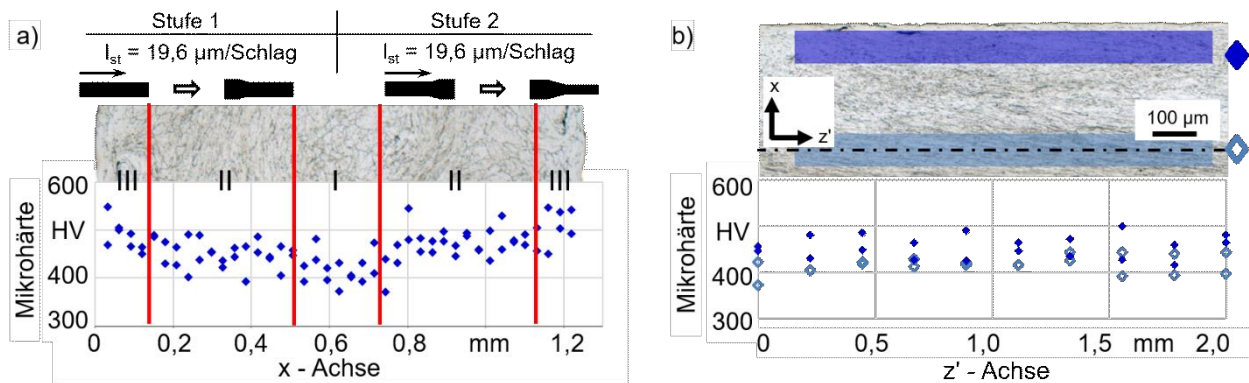 a)
Stufe 1
Stufe 2
lst = 19,6 µm/Schlag
lst = 19,6 µm/Schlag
III
II
I
II
III
Mikrohärte
600
HV
400
300
0
0,2
0,4
0,6
0,8
mm
1,2
x - Achse
b)
x
z'
100 µm
Mikrohärte
600
HV
400
300
0
0,5
1,0
1,5
mm
2,0
z' - Achse